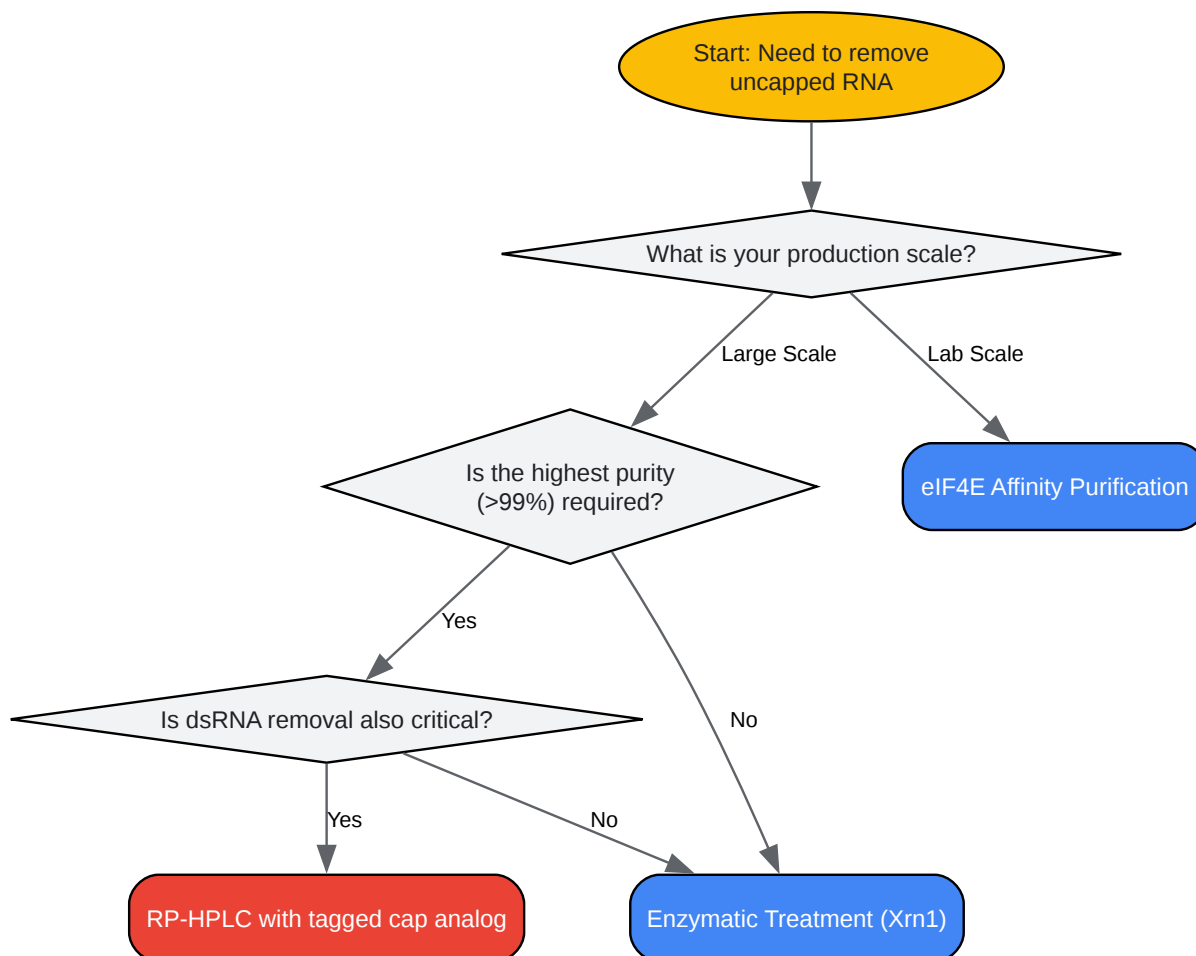 Start: Need to remove
uncapped RNA
What is your production scale?
Large Scale
Lab Scale
Is the highest purity
(>99%) required?
eIF4E Affinity Purification
Yes
No
Is dsRNA removal also critical?
Yes
No
RP-HPLC with tagged cap analog
Enzymatic Treatment (Xrn1)